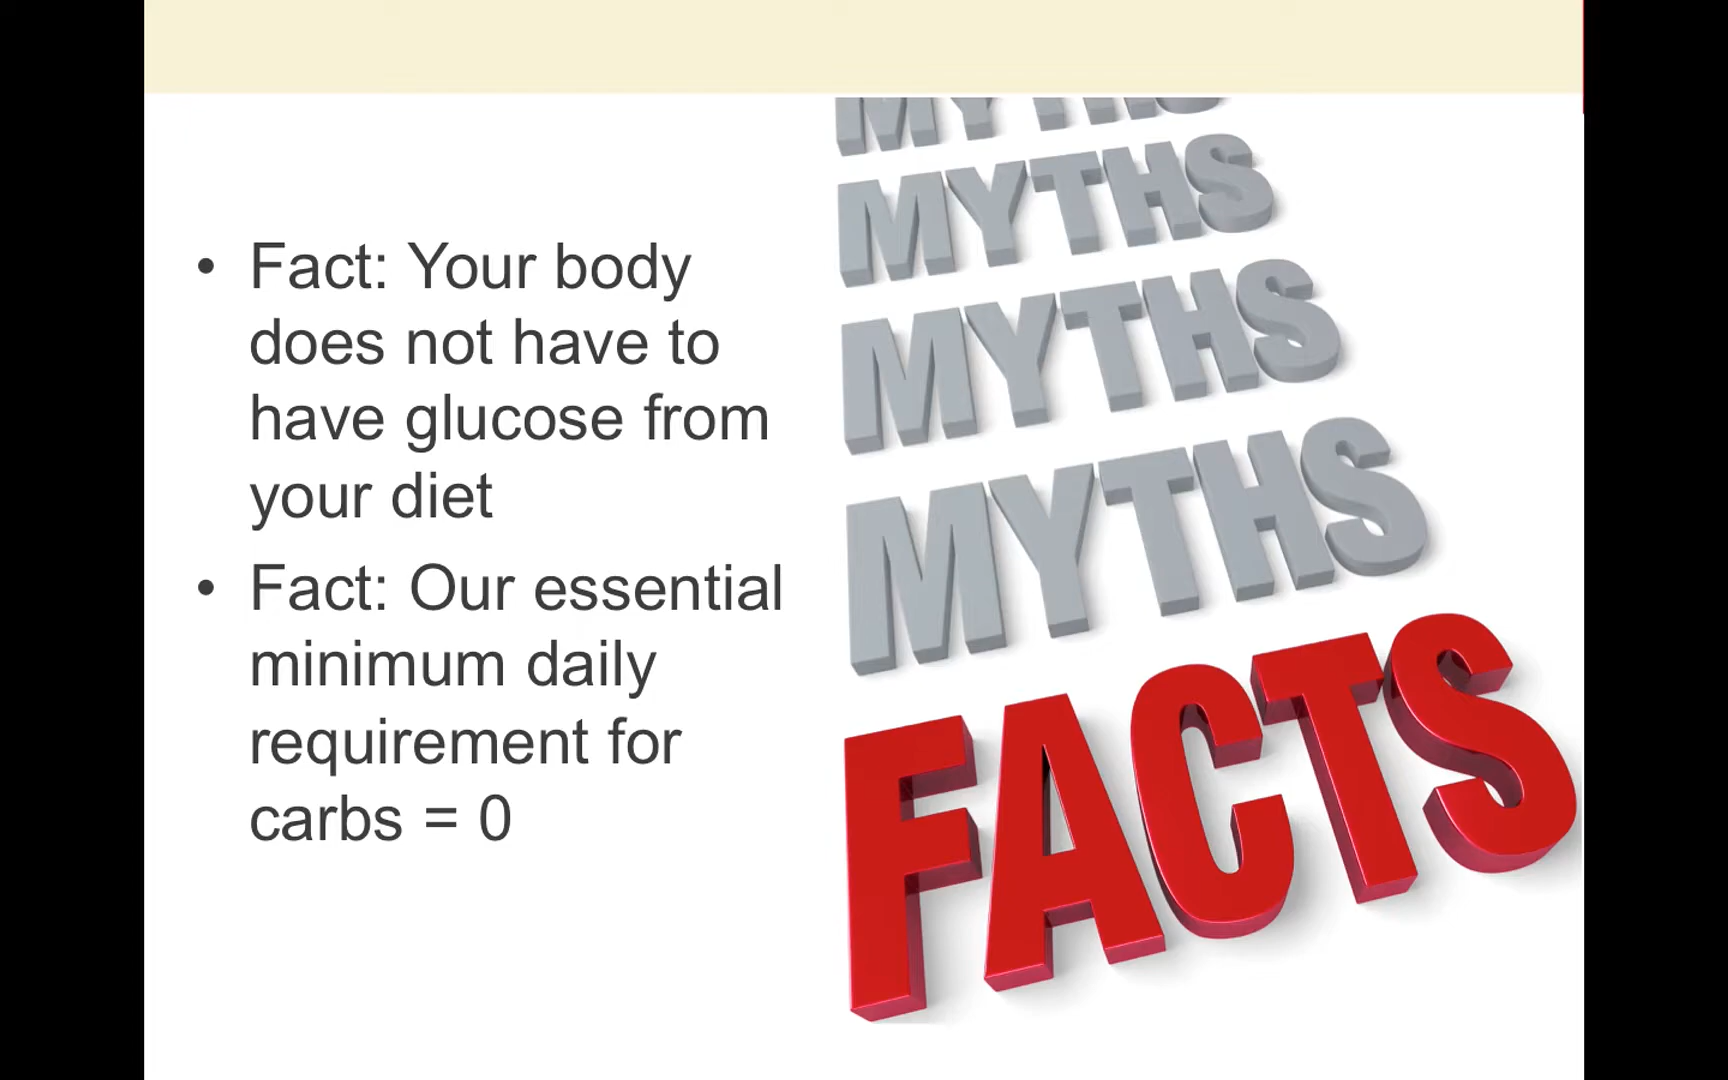 • Fact: Your body
does not have to
have glucose from
your diet
• Fact: Our essential
minimum daily
requirement for
carbs = 0
MYTHS
MYTHS
MYTHS
MYTHS
FACTS